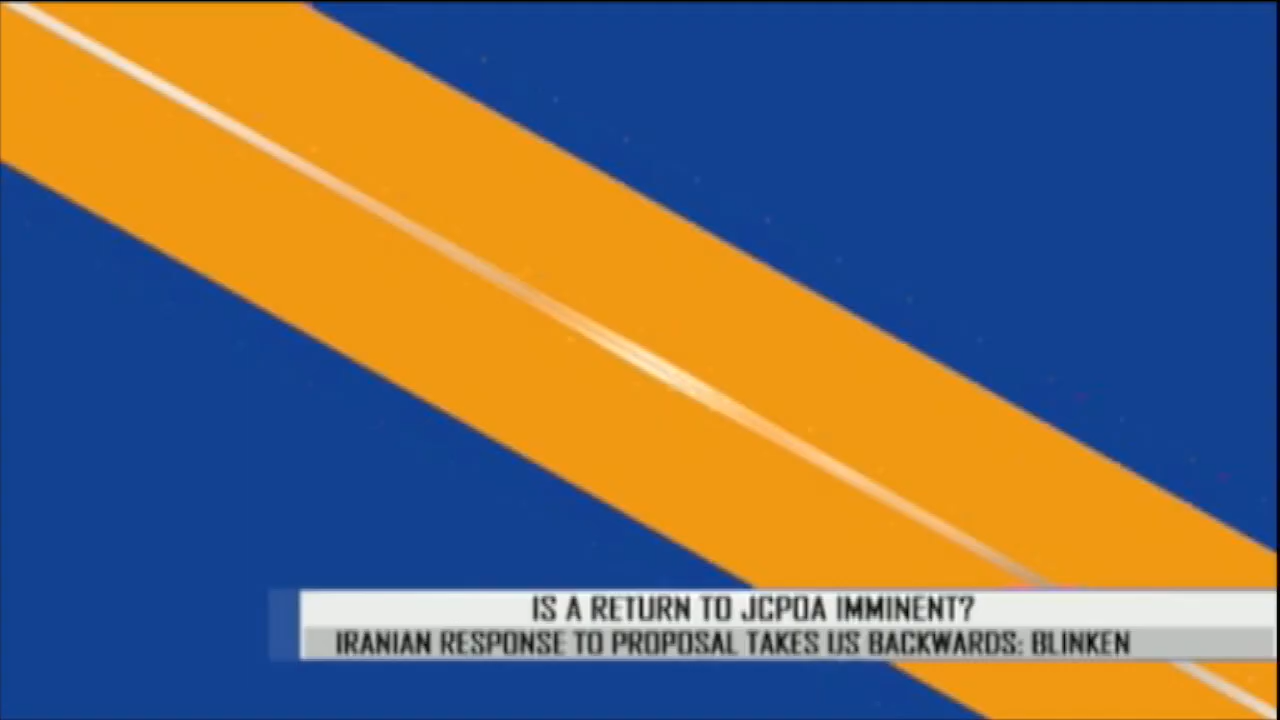 IS A RETURN TO JCPOA IMMINENT?
IRANIAN RESPONSE TO PROPOSAL TAKES US BACKWARDS: BLINKEN